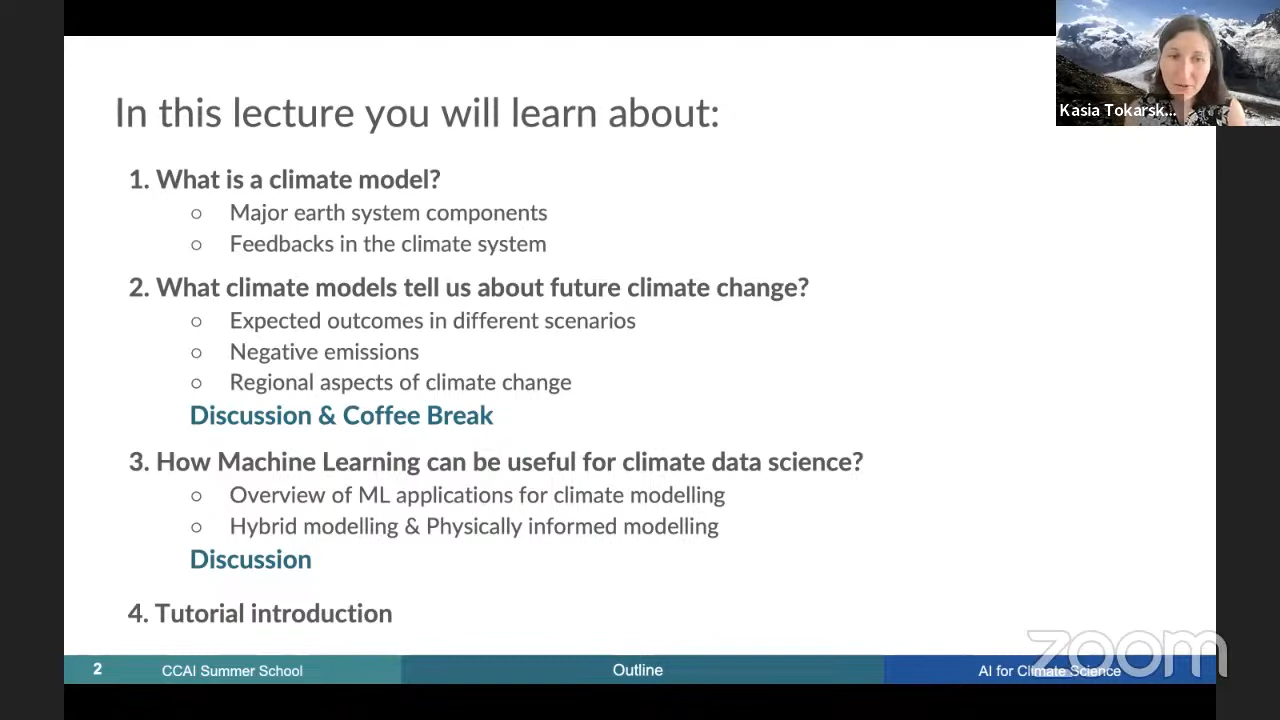 In this lecture you will learn about:
Kasia Tokarsk...
1. What is a climate model?
○ Major earth system components
○ Feedbacks in the climate system
2. What climate models tell us about future climate change?
○ Expected outcomes in different scenarios
○ Negative emissions
○ Regional aspects of climate change
Discussion & Coffee Break
3. How Machine Learning can be useful for climate data science?
○ Overview of ML applications for climate modelling
○ Hybrid modelling & Physically informed modelling
Discussion
4. Tutorial introduction
zoom
2 CCAI Summer School Outline AI for Climate Science